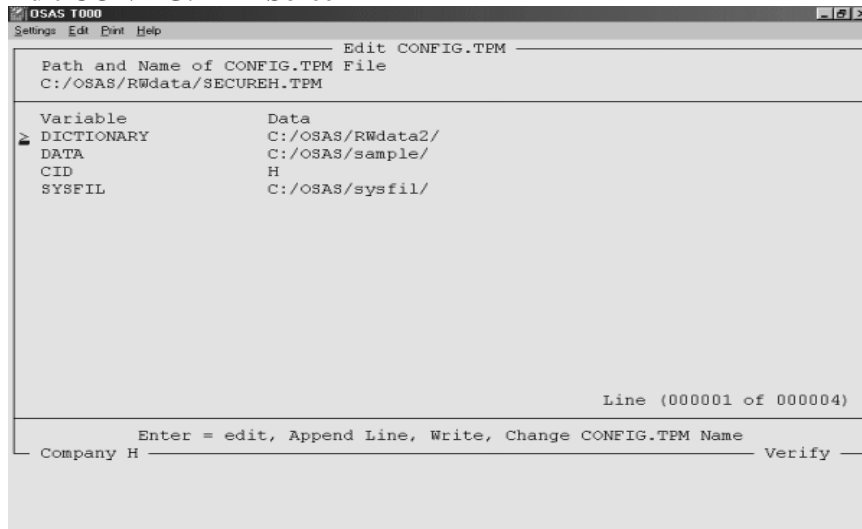 OSAS T000
Settings Edit Print Help
Edit CONFIG.TPM
Path and Name of CONFIG.TPM File
C:/OSAS/RWdata/SECUREH.TPM
Variable Data
> DICTIONARY C:/OSAS/RWdata2/
DATA C:/OSAS/sample/
CID H
SYSFIL C:/OSAS/sysfil/
Line (000001 of 000004)
Enter = edit, Append Line, Write, Change CONFIG.TPM Name
Company H Verify